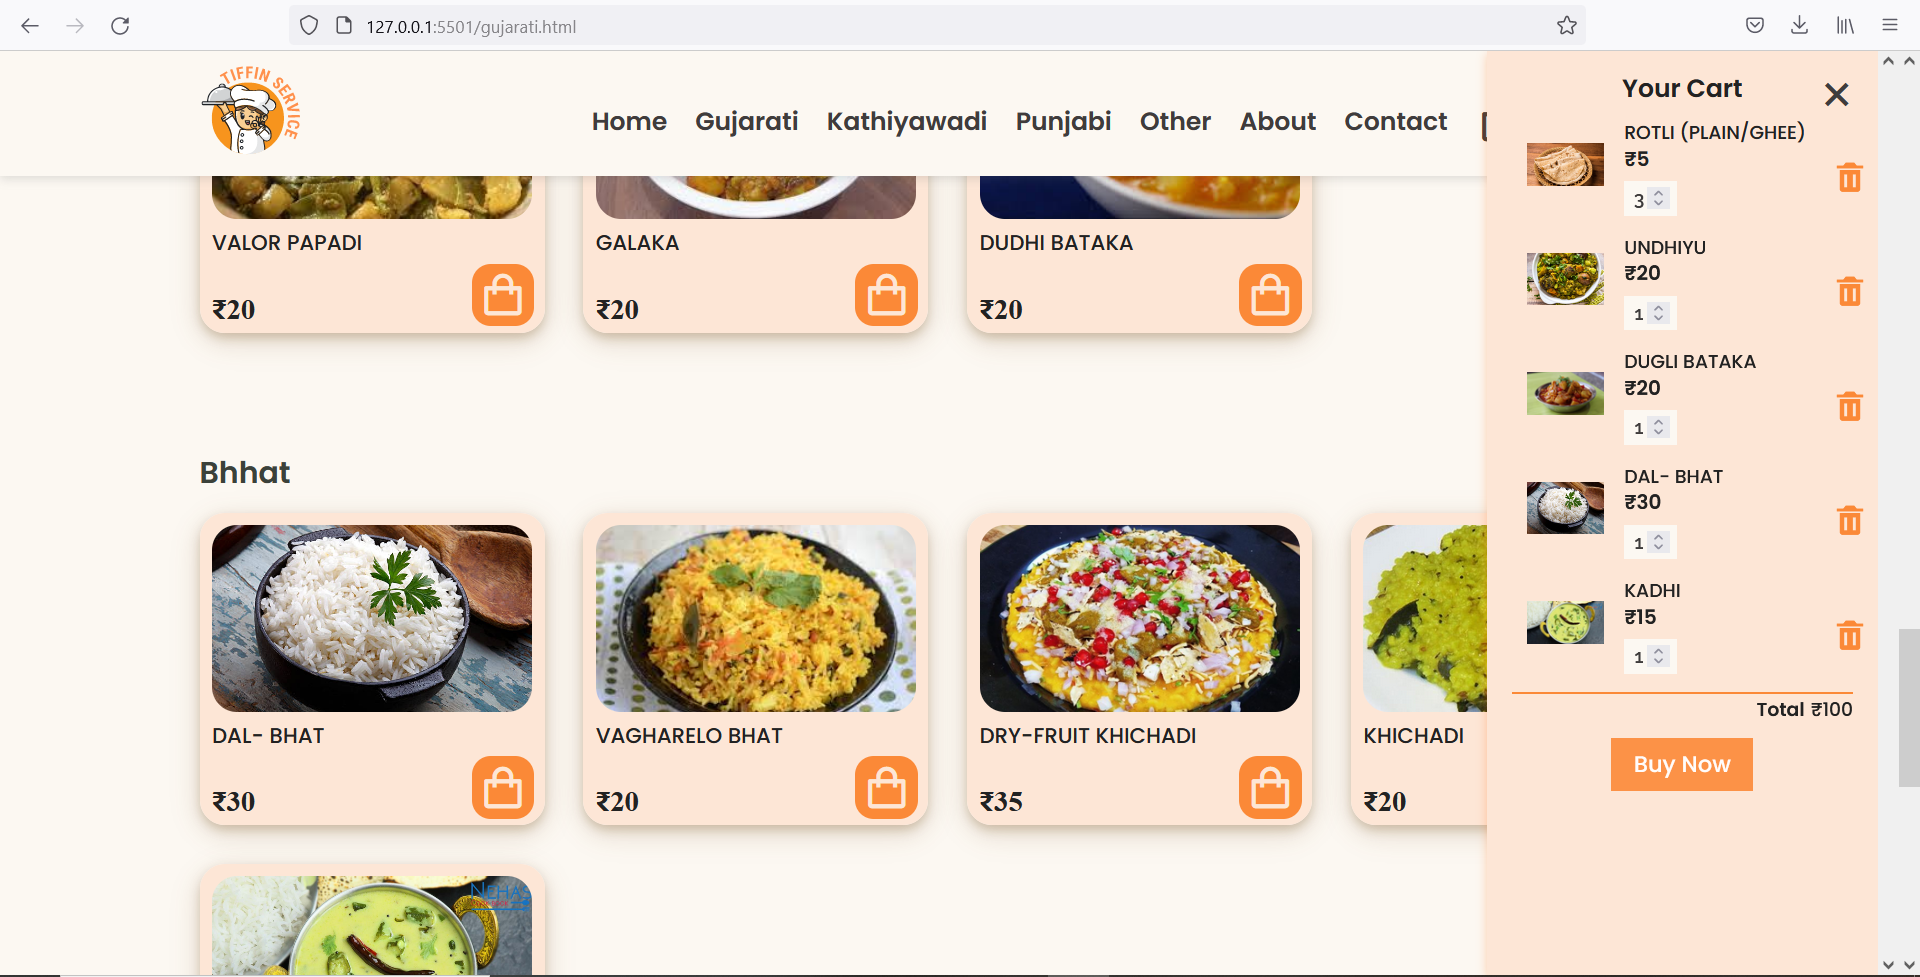 127.0.0.1:5501/gujarati.html
TIFFIN SERVICE
Home Gujarati Kathiyawadi Punjabi Other About Contact
VALOR PAPADI
₹20
GALAKA
₹20
DUDHI BATAKA
₹20
Bhhat
DAL- BHAT
₹30
VAGHARELO BHAT
₹20
DRY-FRUIT KHICHADI
₹35
KHICHADI
₹20
NEHAS
Your Cart
ROTLI (PLAIN/GHEE)
₹5
3
UNDHIYU
₹20
1
DUGLI BATAKA
₹20
1
DAL- BHAT
₹30
1
KADHI
₹15
1
Total ₹100
Buy Now